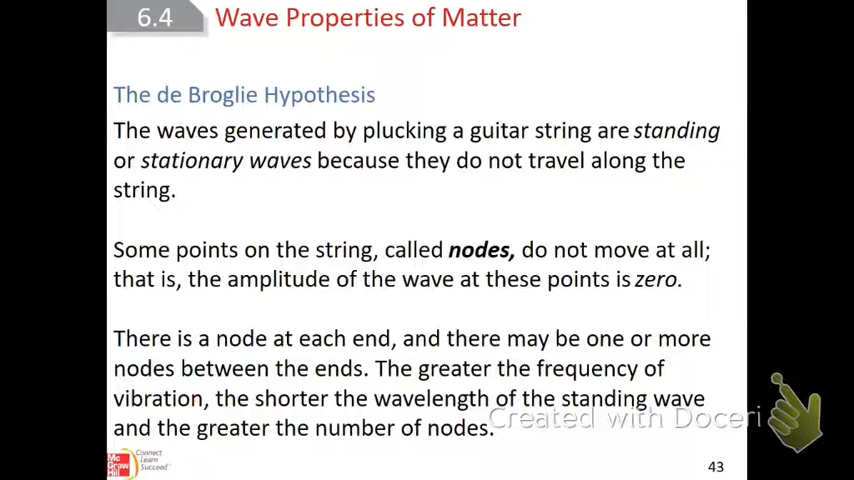 6.4 Wave Properties of Matter
The de Broglie Hypothesis
The waves generated by plucking a guitar string are standing
or stationary waves because they do not travel along the
string.
Some points on the string, called nodes, do not move at all;
that is, the amplitude of the wave at these points is zero.
There is a node at each end, and there may be one or more
nodes between the ends. The greater the frequency of
vibration, the shorter the wavelength of the standing wave
and the greater the number of nodes.
Created with Doceri
Mc
Graw
Hill
Connect
Learn
Succeed™
43